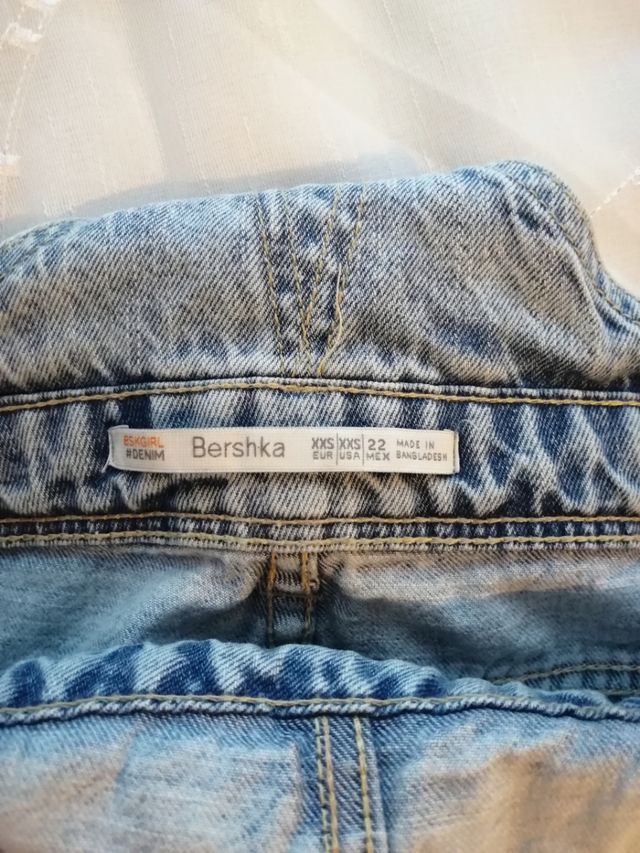 BSKGIRL
#DENIM
Bershka
XXS XXS 22
EUR USA MEX
MADE IN
BANGLADESH